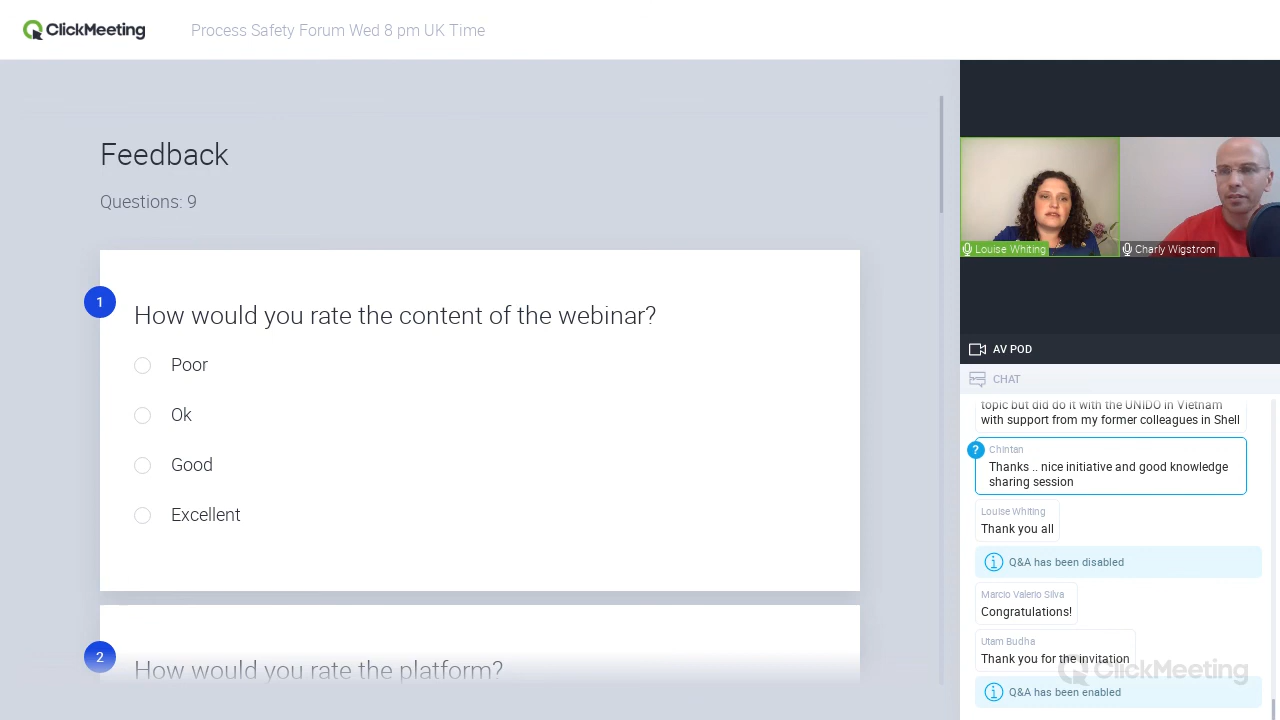 ClickMeeting
Process Safety Forum Wed 8 pm UK Time
Feedback
Questions: 9
1
How would you rate the content of the webinar?
Poor
Ok
Good
Excellent
2
How would you rate the platform?
Louise Whiting
Charly Wigstrom
AV POD
CHAT
topic but did do it with the UNIDO in Vietnam
with support from my former colleagues in Shell
?
Chintan
Thanks .. nice initiative and good knowledge
sharing session
Louise Whiting
Thank you all
Q&A has been disabled
Marcio Valerio Silva
Congratulations!
Utam Budha
Thank you for the invitation
ClickMeeting
Q&A has been enabled